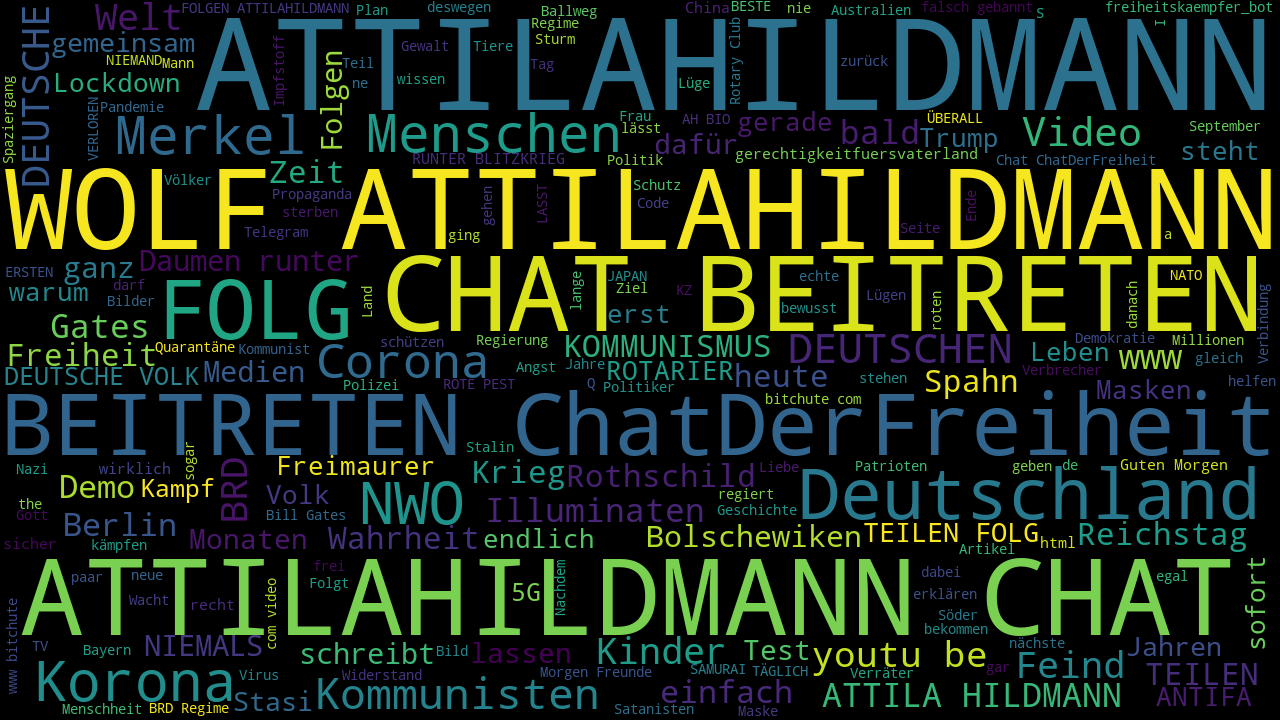 FOLGEN ATTILAHILDMANN
Plan
deswegen
Ballweg
China
BESTE
nie
Australien
falsch gebannt
S
freiheitskaempfer_bot
Welt
ATTILAHILDMANN
Regime
I
DEUTSCHE
gemeinsam
Sturm
Gewalt
Tiere
NIEMAND
Mann
Impfstoff
Folgen
Teil
Tag
Rotary Club
zurück
Lockdown
ne
wissen
Lüge
Spaziergang
VERLOREN
Pandemie
Merkel
Menschen
Frau
lässt
AH BIO
dafür
gerade
bald
ÜBERALL
Trump
Video
September
steht
RUNTER BLITZKRIEG
Politik
gerechtigkeitfuersvaterland
Chat ChatDerFreiheit
Zeit
Völker
WOLF ATTILAHILDMANN
Propaganda
gehen
LÄSST
Schutz
Code
Ende
sterben
Telegram
ging
Seite
a
ERSTEN
ganz
Daumen runter
CHAT BEITRETEN
lange
JAPAN
echte
NATO
warum
darf
Bilder
FOLG
Land
Ziel
KZ
Lügen
roten
danach
Verbindung
erst
bewusst
Gates
Freiheit
Quarantäne
Kommunist
schützen
Regierung
KOMMUNISMUS
DEUTSCHEN
Demokratie
Millionen
Corona
Angst
Jahre
Leben
www
gleich
DEUTSCHE VOLK
Medien
Polizei
ROTE PEST
Q
ROTARIER
Politiker
heute
stehen
Spahn
Verbrecher
Masken
helfen
bitchute com
BEITRETEN ChatDerFreiheit
Stalin
sogar
Nazi
wirklich
Freimaurer
Krieg
Rothschild
Liebe
Patrioten
geben
de
Guten Morgen
Demo
Kampf
BRD
Volk
NWO
Illuminaten
regiert
Geschichte
Deutschland
the
Gott
Berlin
Bill Gates
sicher
kämpfen
Monaten
Wahrheit
endlich
Bolschewiken
TEILEN FOLG
html
Reichstag
Artikel
ATTILAHILDMANN CHAT
paar
neue
frei
Folgt
5G
Nachdem
dabei
egal
sofort
www bitchute
Wacht
recht
com video
erklären
Söder
bekommen
TV
Bayern
NIEMALS
schreibt
Bild
lassen
Kinder
Test
youtu be
nächste
Jahren
Korona
Virus
Widerstand
Morgen Freunde
SAMURAI
TÄGLICH
Verräter
gar
Feind
TEILEN
Menschheit
BRD Regime
Stasi
Kommunisten
Satanisten
einfach
Maske
ATTILA HILDMANN
ANTIFA